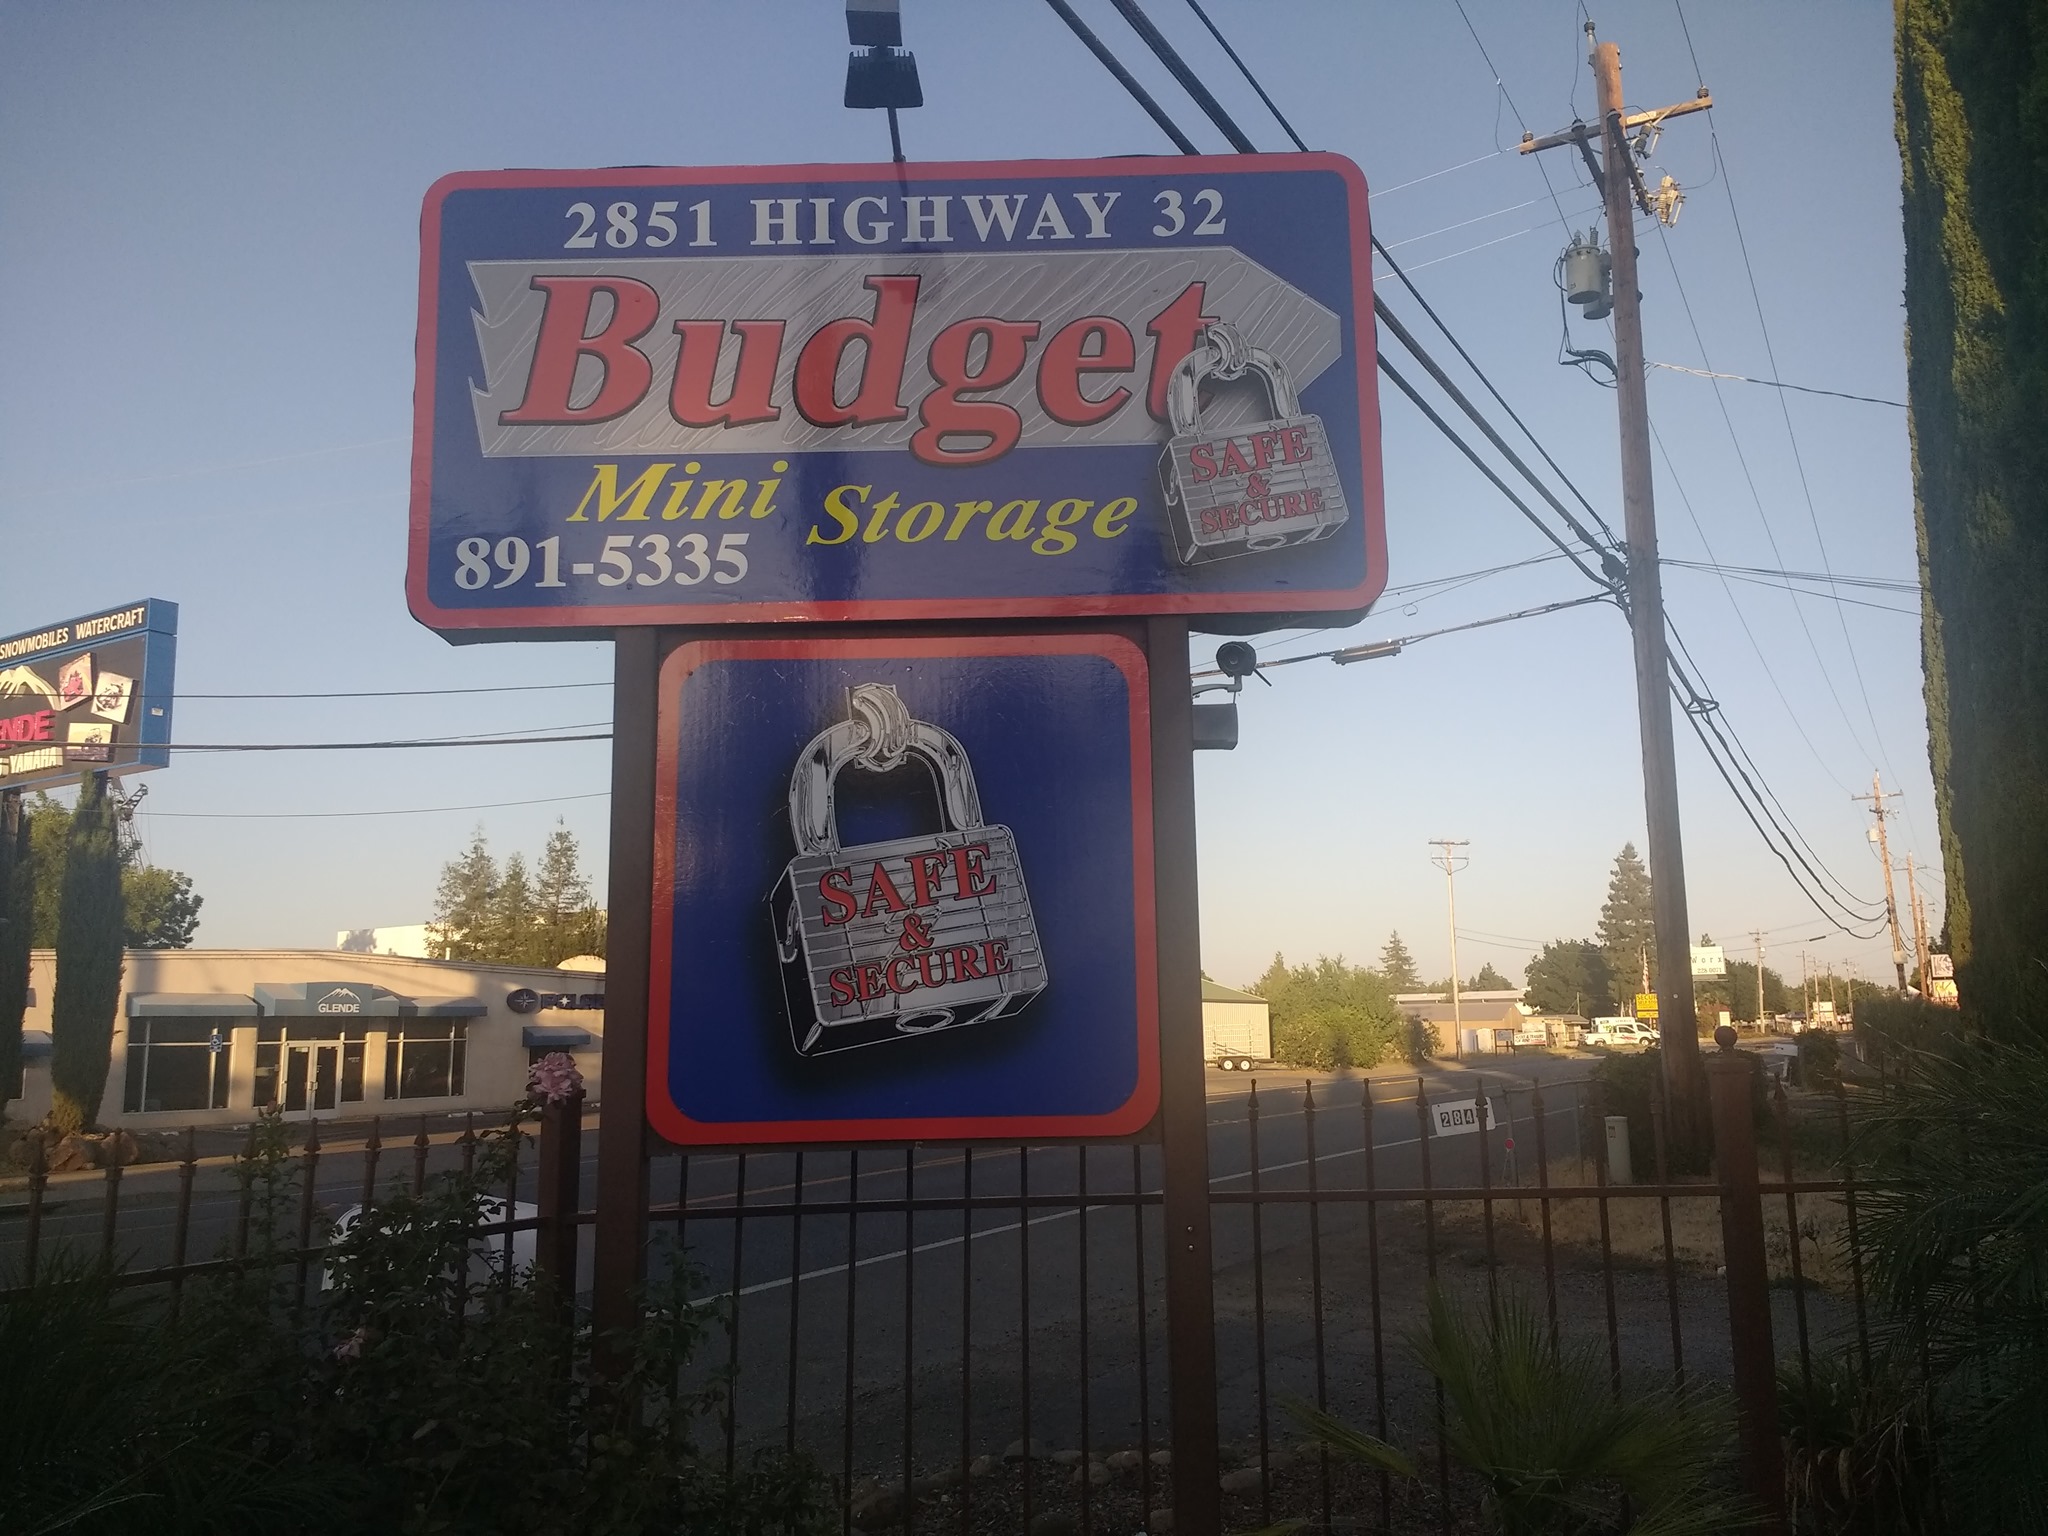 2851 HIGHWAY 32
Budget
Mini Storage
891-5335
SAFE
&
SECURE
SAFE
&
SECURE
SNOWMOBILES WATERCRAFT
YAMAHA
GLENDE